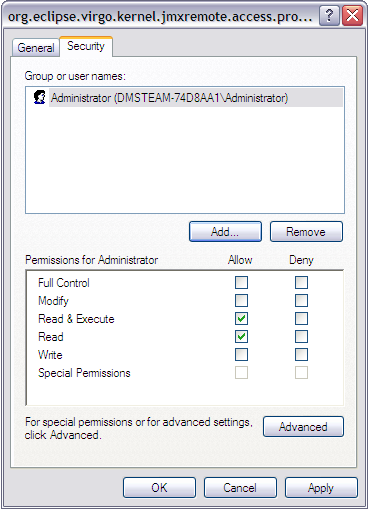 org.eclipse.virgo.kernel.jmxremote.access.pro...
General Security
Group or user names:
Administrator (DMSTEAM-74D8AA1\Administrator)
Add... Remove
Permissions for Administrator Allow Deny
Full Control
Modify
Read & Execute
Read
Write
Special Permissions
For special permissions or for advanced settings,
click Advanced.
Advanced
OK Cancel Apply